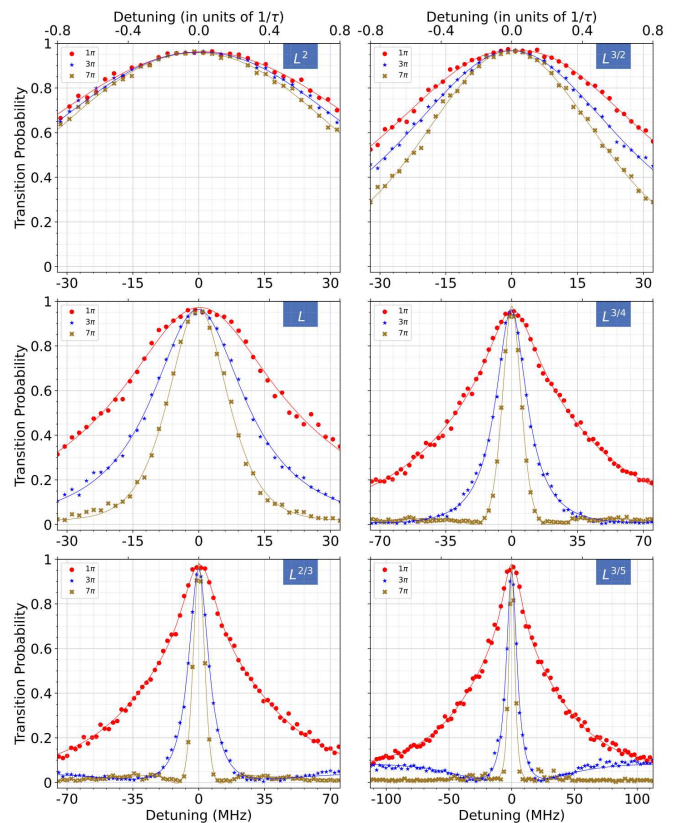 Detuning (in units of 1/τ) Detuning (in units of 1/τ)
-0.8 -0.4 0.0 0.4 0.8 -0.8 -0.4 0.0 0.4 0.8
1 0.8 0.6 0.4 0.2 0
Transition Probability
1π
3π
7π
L²
1π
3π
7π
L^{3/2}
-30 -15 0 15 30 -30 -15 0 15 30
1 0.8 0.6 0.4 0.2 0
Transition Probability
1π
3π
7π
L
1π
3π
7π
L^{3/4}
-30 -15 0 15 30 -70 -35 0 35 70
1 0.8 0.6 0.4 0.2 0
Transition Probability
1π
3π
7π
L^{2/3}
1π
3π
7π
L^{3/5}
-70 -35 0 35 70 -100 -50 0 50 100
Detuning (MHz) Detuning (MHz)